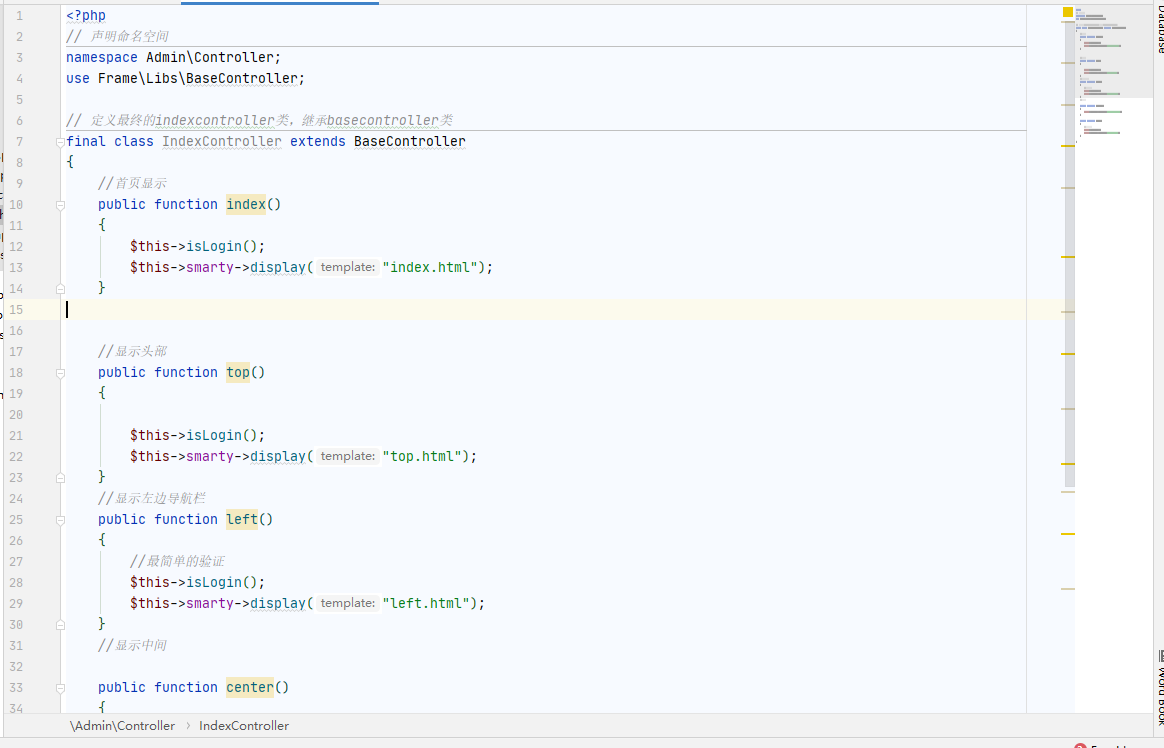 1 <?php
2 // 声明命名空间
3 namespace Admin\Controller;
4 use Frame\Libs\BaseController;
5
6 // 定义最终的indexcontroller类，继承basecontroller类
7 final class IndexController extends BaseController
8 {
9 //首页显示
10 public function index()
11 {
12 $this->isLogin();
13 $this->smarty->display( template: "index.html");
14 }
15
16
17 //显示头部
18 public function top()
19 {
20
21 $this->isLogin();
22 $this->smarty->display( template: "top.html");
23 }
24 //显示左边导航栏
25 public function left()
26 {
27 //最简单的验证
28 $this->isLogin();
29 $this->smarty->display( template: "left.html");
30 }
31 //显示中间
32
33 public function center()
34 {
\Admin\Controller › IndexController
Database
Word Book